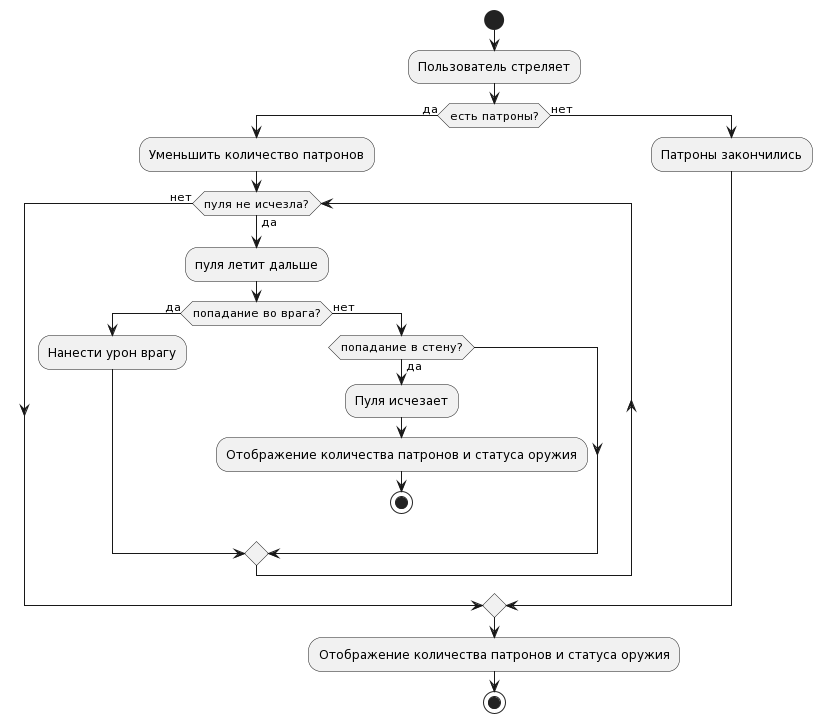 Пользователь стреляет
да
есть патроны?
нет
Уменьшить количество патронов
Патроны закончились
нет
пуля не исчезла?
да
пуля летит дальше
да
попадание во врага?
нет
Нанести урон врагу
попадание в стену?
да
Пуля исчезает
Отображение количества патронов и статуса оружия
Отображение количества патронов и статуса оружия